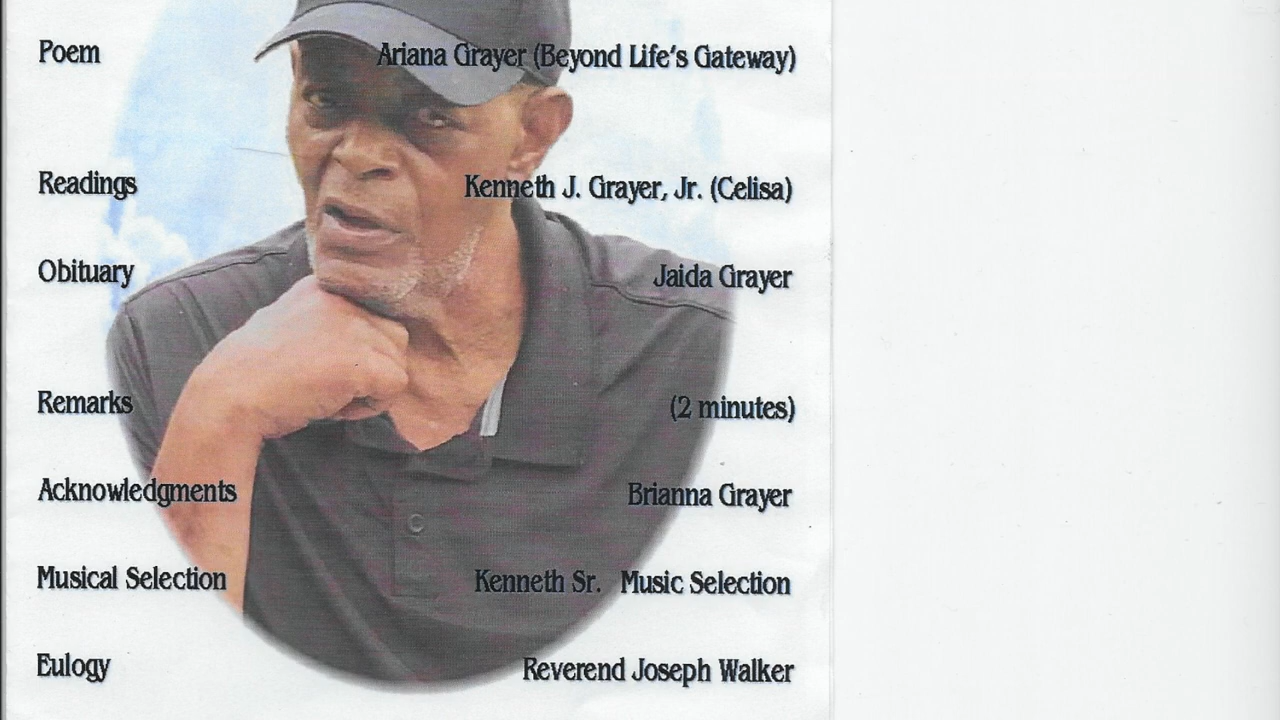 Poem Ariana Grayer (Beyond Life's Gateway)
Readings Kenneth J. Grayer, Jr. (Celisa)
Obituary Jaida Grayer
Remarks (2 minutes)
Acknowledgments Brianna Grayer
Musical Selection Kenneth Sr. Music Selection
Eulogy Reverend Joseph Walker